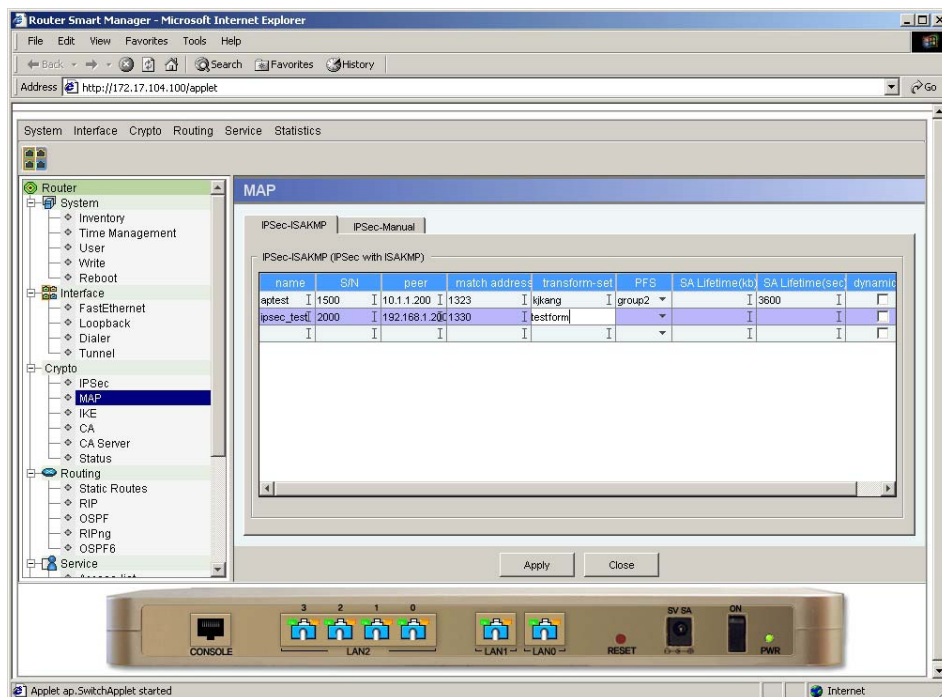 Router Smart Manager - Microsoft Internet Explorer
File Edit View Favorites Tools Help
Back Search Favorites History
Address http://172.17.104.100/applet Go
System Interface Crypto Routing Service Statistics
Router
System
Inventory
Time Management
User
Write
Reboot
Interface
FastEthernet
Loopback
Dialer
Tunnel
Crypto
IPSec
MAP
IKE
CA
CA Server
Status
Routing
Static Routes
RIP
OSPF
RIPng
OSPF6
Service
MAP
IPSec-ISAKMP IPSec-Manual
IPSec-ISAKMP (IPSec with ISAKMP)
name S/N peer match address transform-set PFS SA Lifetime(kb) SA Lifetime(sec) dynamic
aptest 1500 10.1.1.200 1323 kjkang group2 3600
ipsec_test 2000 192.168.1.200 1330 testform
Apply Close
CONSOLE
3 2 1 0
LAN2
LAN1 LAN0
RESET
5V 5A
ON
PWR
Applet ap.SwitchApplet started Internet